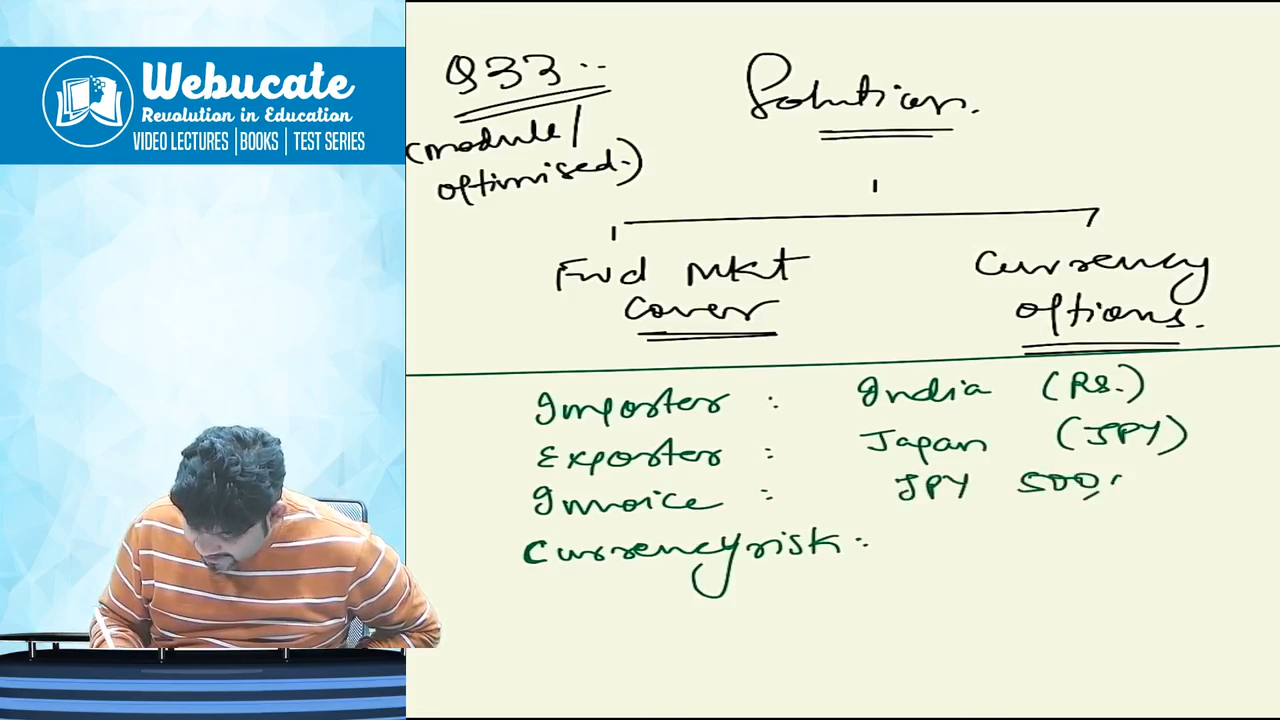 Webucate
Revolution in Education
VIDEO LECTURES | BOOKS | TEST SERIES
Q33 :-
(module/
optimised.)
Solution.
Fwd Mkt
Cover
Currency
options.
Importer : India (Rs.)
Exporter : Japan (JPY)
Invoice : JPY 500,
Currency risk :